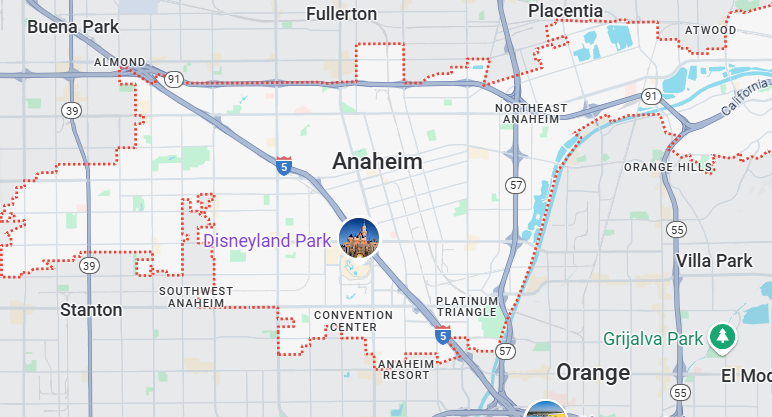 Fullerton
Placentia
Buena Park
ATWOOD
ALMOND
91
91
39
California
NORTHEAST
ANAHEIM
Anaheim
5
ORANGE HILLS
57
55
Disneyland Park
39
Villa Park
SOUTHWEST
ANAHEIM
Stanton
PLATINUM
TRIANGLE
CONVENTION
CENTER
5
Grijalva Park
57
ANAHEIM
RESORT
Orange
El Mod
55